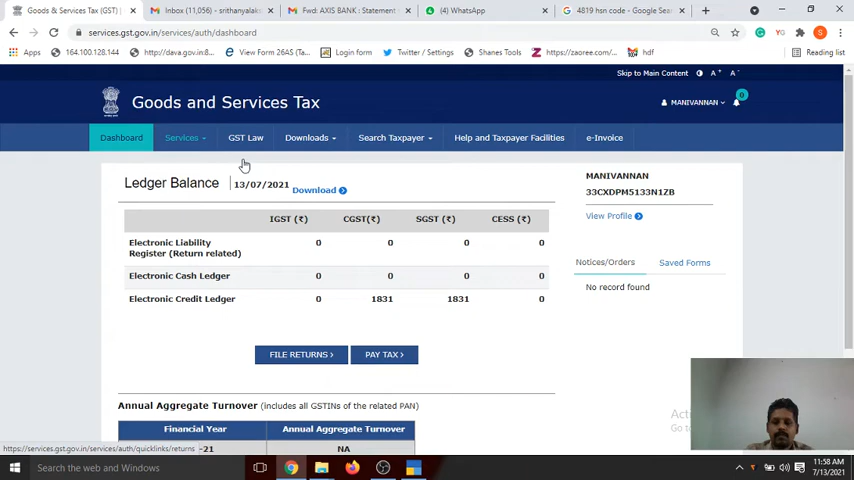 Goods & Services Tax (GST) |
Inbox (11,056) - srithanyalaks
Fwd: AXIS BANK : Statement
(4) WhatsApp
4819 hsn code - Google Sea
services.gst.gov.in/services/auth/dashboard
Apps
164.100.128.144
http://dava.gov.in:8
View Form 26AS (Ta
Login form
Twitter / Settings
Shanes Tools
https://zaoree.com/
hdf
Reading list
Skip to Main Content
A+
A-
Goods and Services Tax
MANIVANNAN
0
Dashboard
Services
GST Law
Downloads
Search Taxpayer
Help and Taxpayer Facilities
e-Invoice
Ledger Balance
13/07/2021
Download
IGST (₹) CGST(₹) SGST (₹) CESS (₹)
Electronic Liability
Register (Return related) 0 0 0 0
Electronic Cash Ledger 0 0 0 0
Electronic Credit Ledger 0 1831 1831 0
FILE RETURNS
PAY TAX
MANIVANNAN
33CXDPM5133N1ZB
View Profile
Notices/Orders
Saved Forms
No record found
Annual Aggregate Turnover (includes all GSTINs of the related PAN)
Financial Year Annual Aggregate Turnover
-21 NA
https://services.gst.gov.in/services/auth/quicklinks/returns
Acti
Go to
Search the web and Windows
11:58 AM
7/13/2021